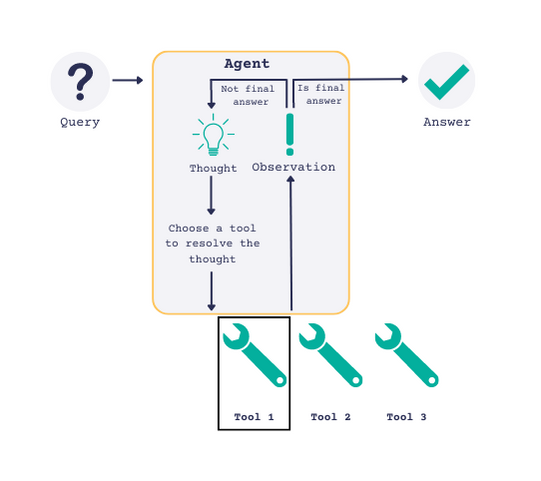 Agent
Not final
answer
Is final
answer
Query
Answer
Thought
Observation
Choose a tool
to resolve the
thought
Tool 1
Tool 2
Tool 3